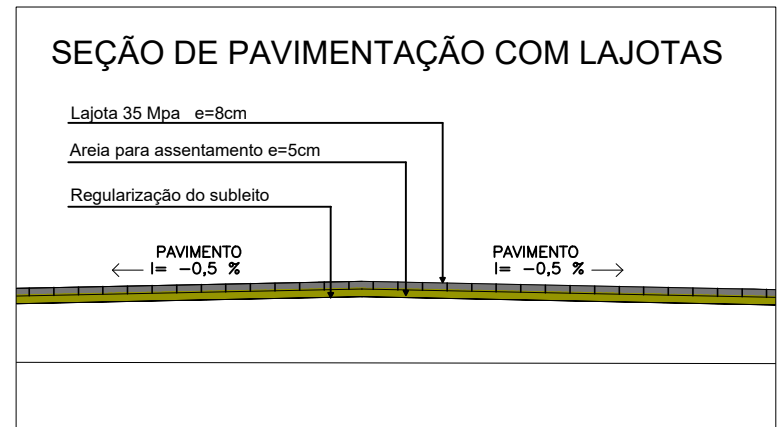 SEÇÃO DE PAVIMENTAÇÃO COM LAJOTAS
Lajota 35 Mpa e=8cm
Areia para assentamento e=5cm
Regularização do subleito
PAVIMENTO
I= -0,5 %
PAVIMENTO
I= -0,5 %